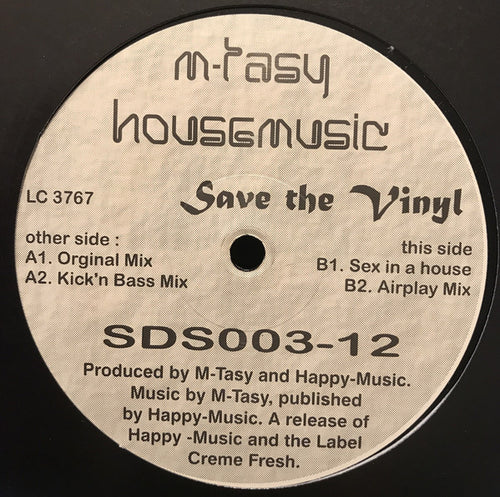 m-tasy
housemusic
LC 3767
Save the Vinyl
other side :
A1. Orginal Mix
A2. Kick'n Bass Mix
this side
B1. Sex in a house
B2. Airplay Mix
SDS003-12
Produced by M-Tasy and Happy-Music.
Music by M-Tasy, published
by Happy-Music. A release of
Happy -Music and the Label
Creme Fresh.